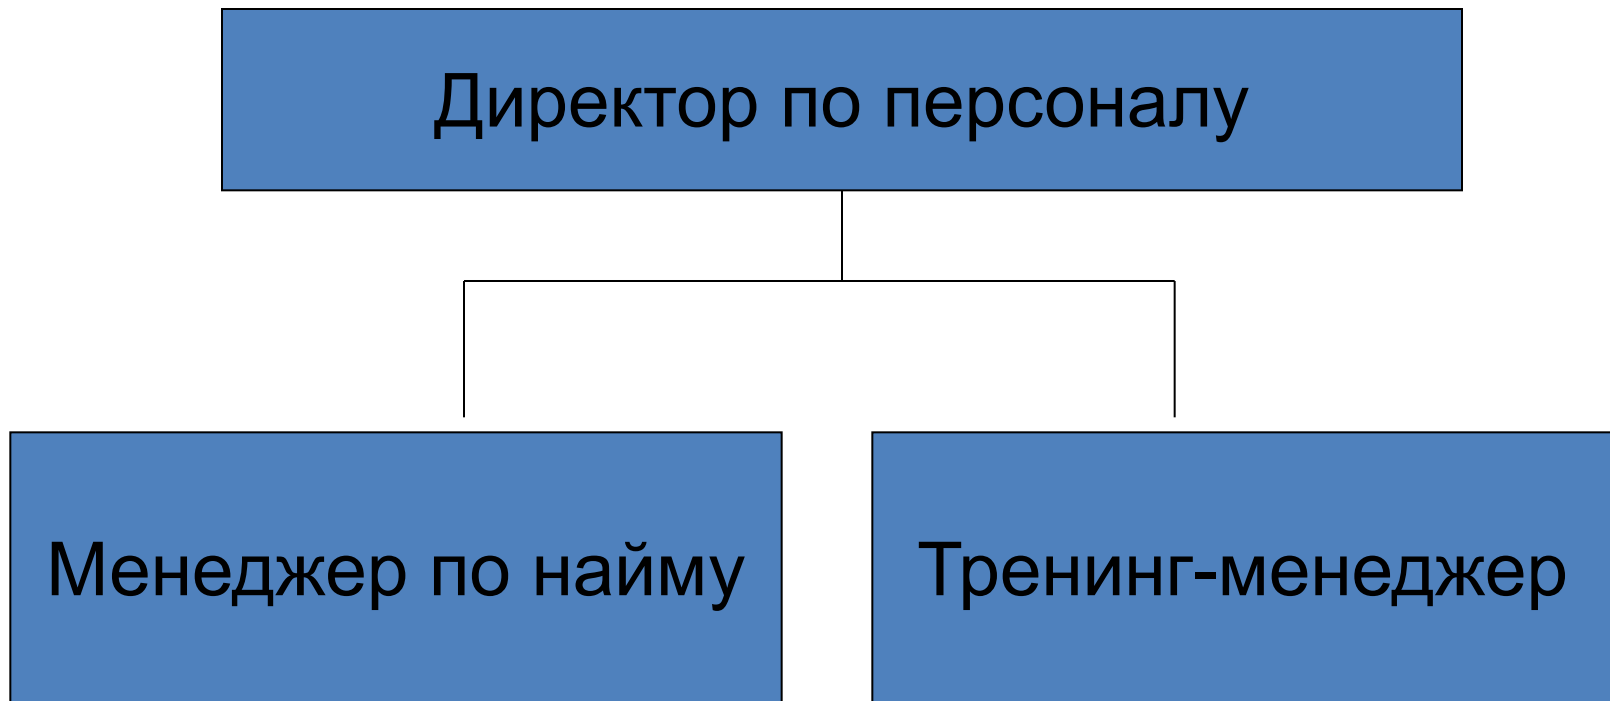 Директор по персоналу
Менеджер по найму
Тренинг-менеджер